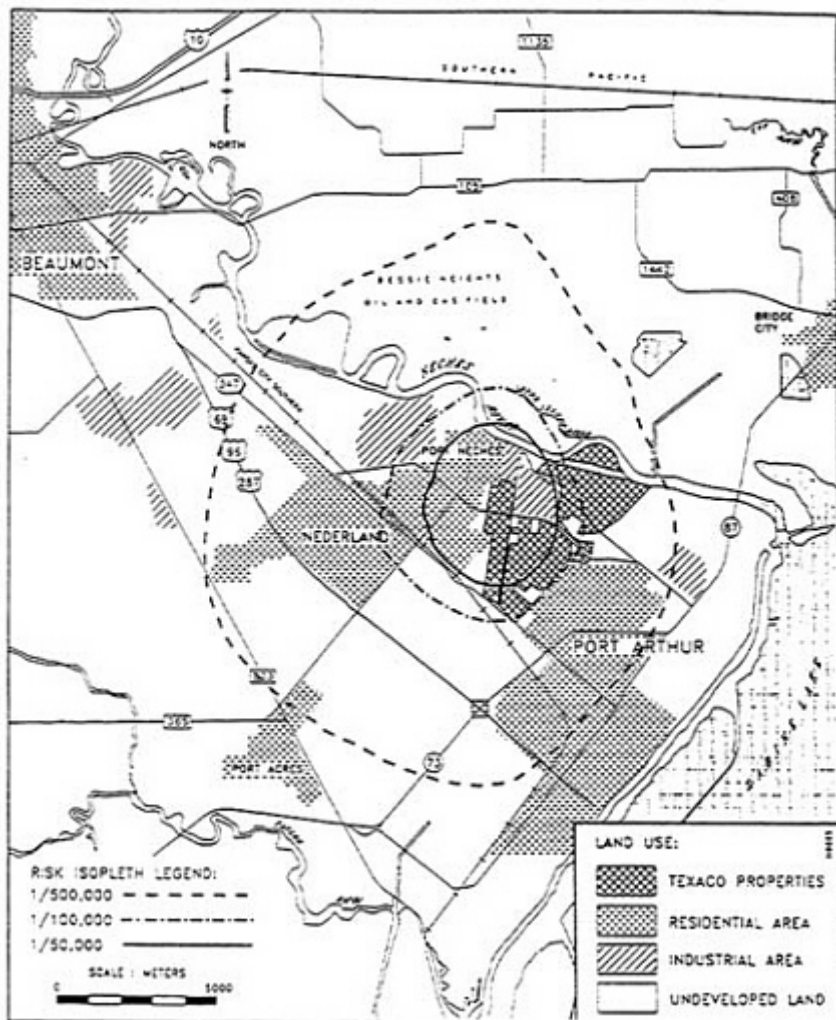 10
1135
SOUTHERN PACIFIC
NORTH
105
408
BEAUMONT
1442
BESSIE HEIGHTS
OIL AND GAS FIELD
BRIDGE
CITY
NECHES
347
69
96
287
PORT NECHES
NEDERLAND
87
PORT ARTHUR
365
PORT ACRES
73
LAND USE:
TEXACO PROPERTIES
RESIDENTIAL AREA
INDUSTRIAL AREA
UNDEVELOPED LAND
RISK ISOPLETH LEGEND:
1/500,000
1/100,000
1/50,000
SCALE : METERS
0 5000